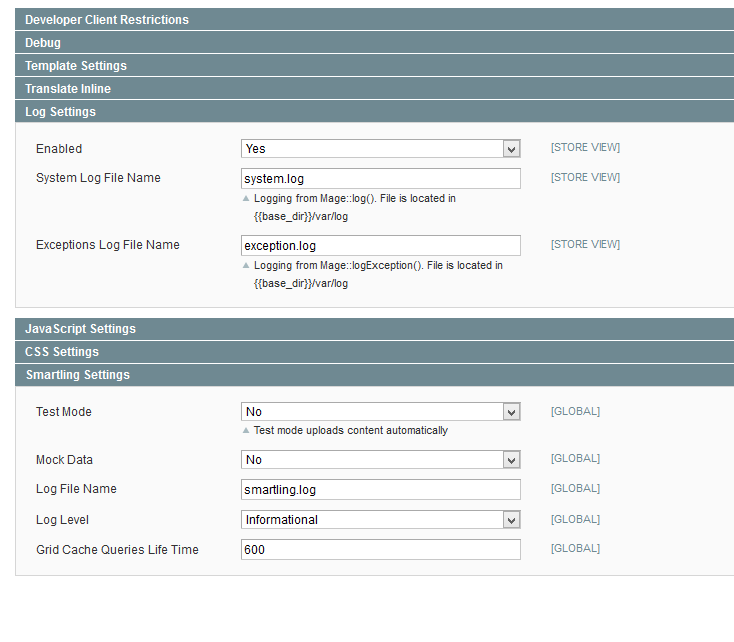 Developer Client Restrictions
Debug
Template Settings
Translate Inline
Log Settings
Enabled Yes [STORE VIEW]
System Log File Name system.log [STORE VIEW]
Logging from Mage::log(). File is located in
{{base_dir}}/var/log
Exceptions Log File Name exception.log [STORE VIEW]
Logging from Mage::logException(). File is located in
{{base_dir}}/var/log
JavaScript Settings
CSS Settings
Smartling Settings
Test Mode No [GLOBAL]
Test mode uploads content automatically
Mock Data No [GLOBAL]
Log File Name smartling.log [GLOBAL]
Log Level Informational [GLOBAL]
Grid Cache Queries Life Time 600 [GLOBAL]